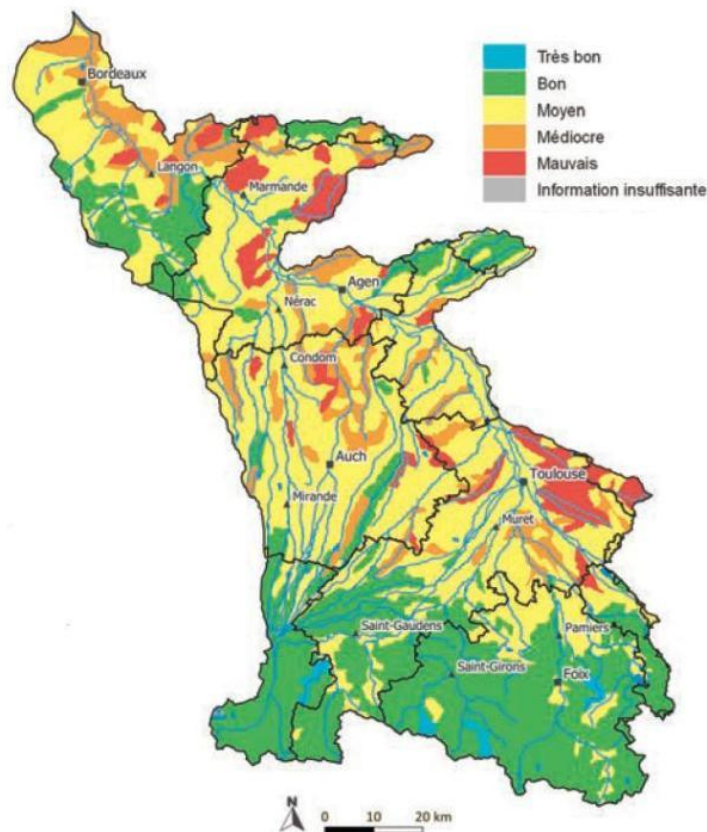 Très bon
Bon
Moyen
Médiocre
Mauvais
Information insuffisante
Bordeaux
Langon
Marmande
Agen
Nérac
Condom
Auch
Mirande
Toulouse
Muret
Saint-Gaudens
Pamiers
Saint-Girons
Foix
N
0 10 20 km